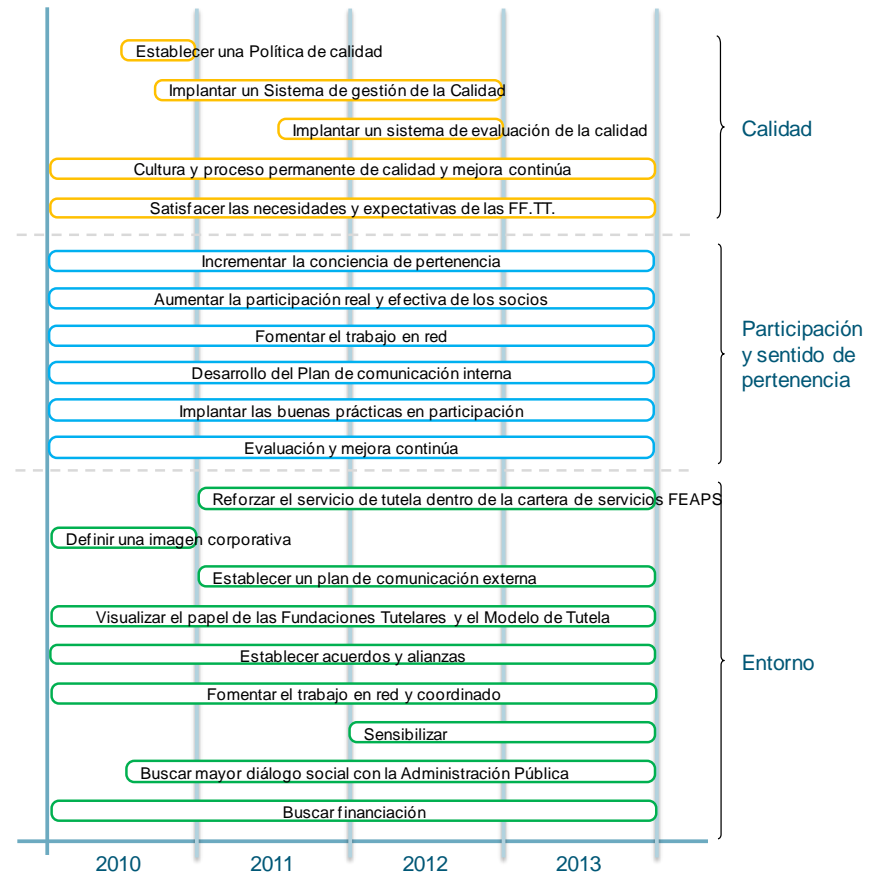 Establecer una Política de calidad
Implantar un Sistema de gestión de la Calidad
Implantar un sistema de evaluación de la calidad
Cultura y proceso permanente de calidad y mejora continúa
Satisfacer las necesidades y expectativas de las FF.TT.
Calidad
Incrementar la conciencia de pertenencia
Aumentar la participación real y efectiva de los socios
Fomentar el trabajo en red
Desarrollo del Plan de comunicación interna
Implantar las buenas prácticas en participación
Evaluación y mejora continúa
Participación
y sentido de
pertenencia
Reforzar el servicio de tutela dentro de la cartera de servicios FEAPS
Definir una imagen corporativa
Establecer un plan de comunicación externa
Visualizar el papel de las Fundaciones Tutelares y el Modelo de Tutela
Establecer acuerdos y alianzas
Fomentar el trabajo en red y coordinado
Sensibilizar
Buscar mayor diálogo social con la Administración Pública
Buscar financiación
Entorno
2010 2011 2012 2013